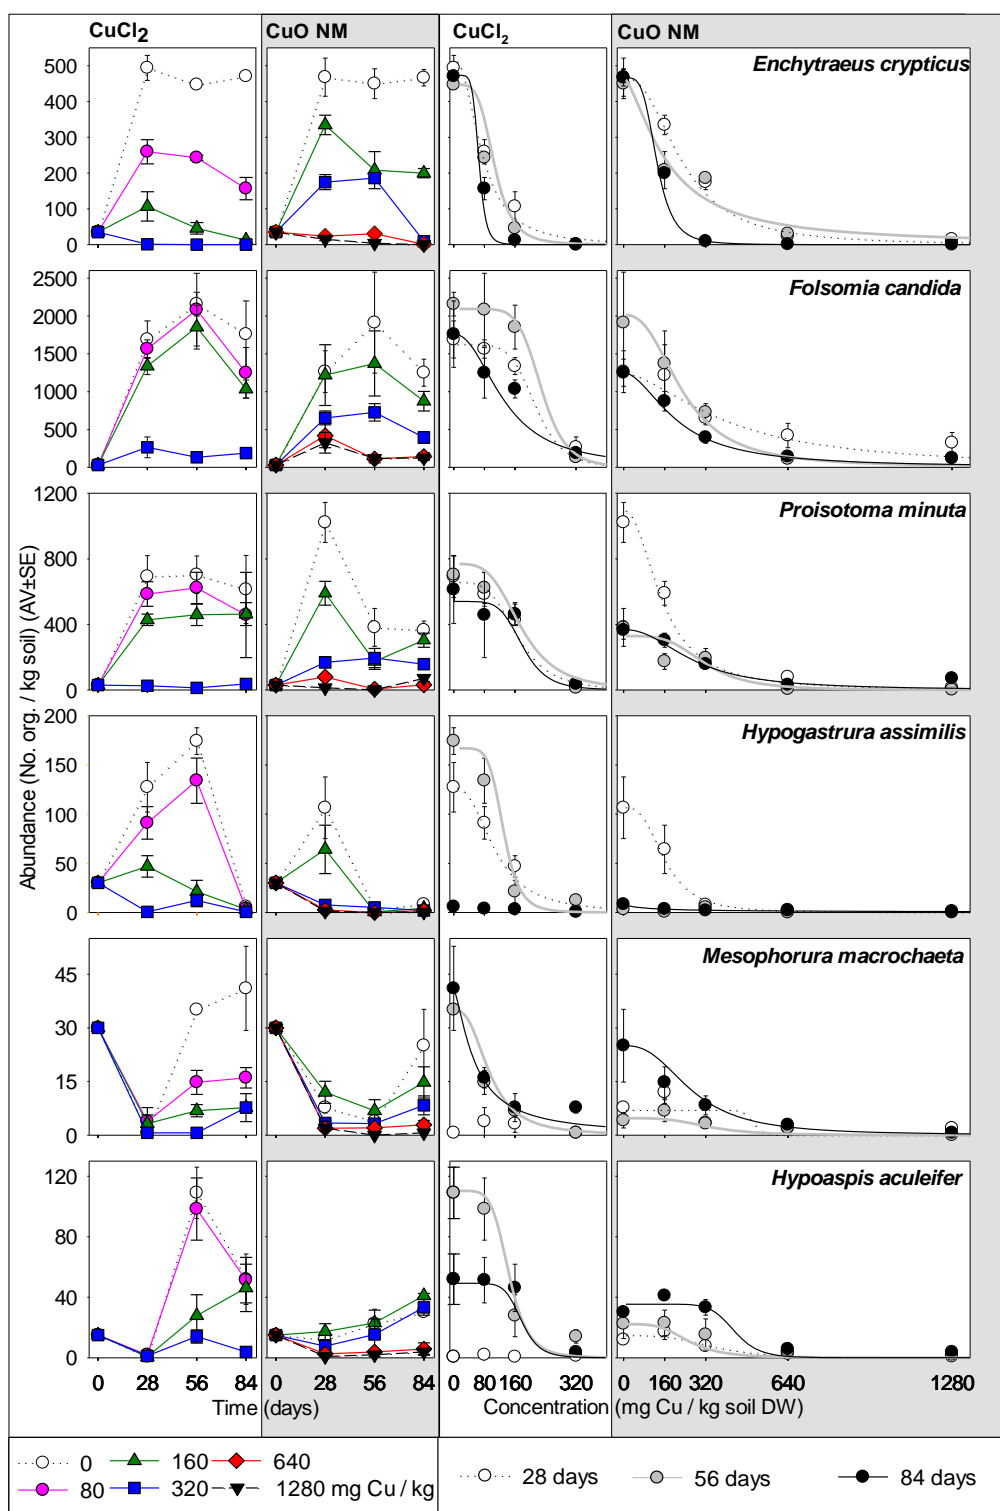 CuCl2 CuO NM CuCl2 CuO NM
Enchytraeus crypticus
500
400
300
200
100
0
Folsomia candida
2500
2000
1500
1000
500
0
Proisotoma minuta
1200
800
400
0
Abundance (No. org. / kg soil) (AV±SE)
Hypogastrura assimilis
200
150
100
50
0
Mesophorura macrochaeta
45
30
15
0
Hypoaspis aculeifer
120
80
40
0
0 28 56 84 0 28 56 84 0 80 160 320 0 160 320 640 1280
Time (days) Concentration (mg Cu / kg soil DW)
0 160 640 28 days 56 days 84 days
80 320 1280 mg Cu / kg